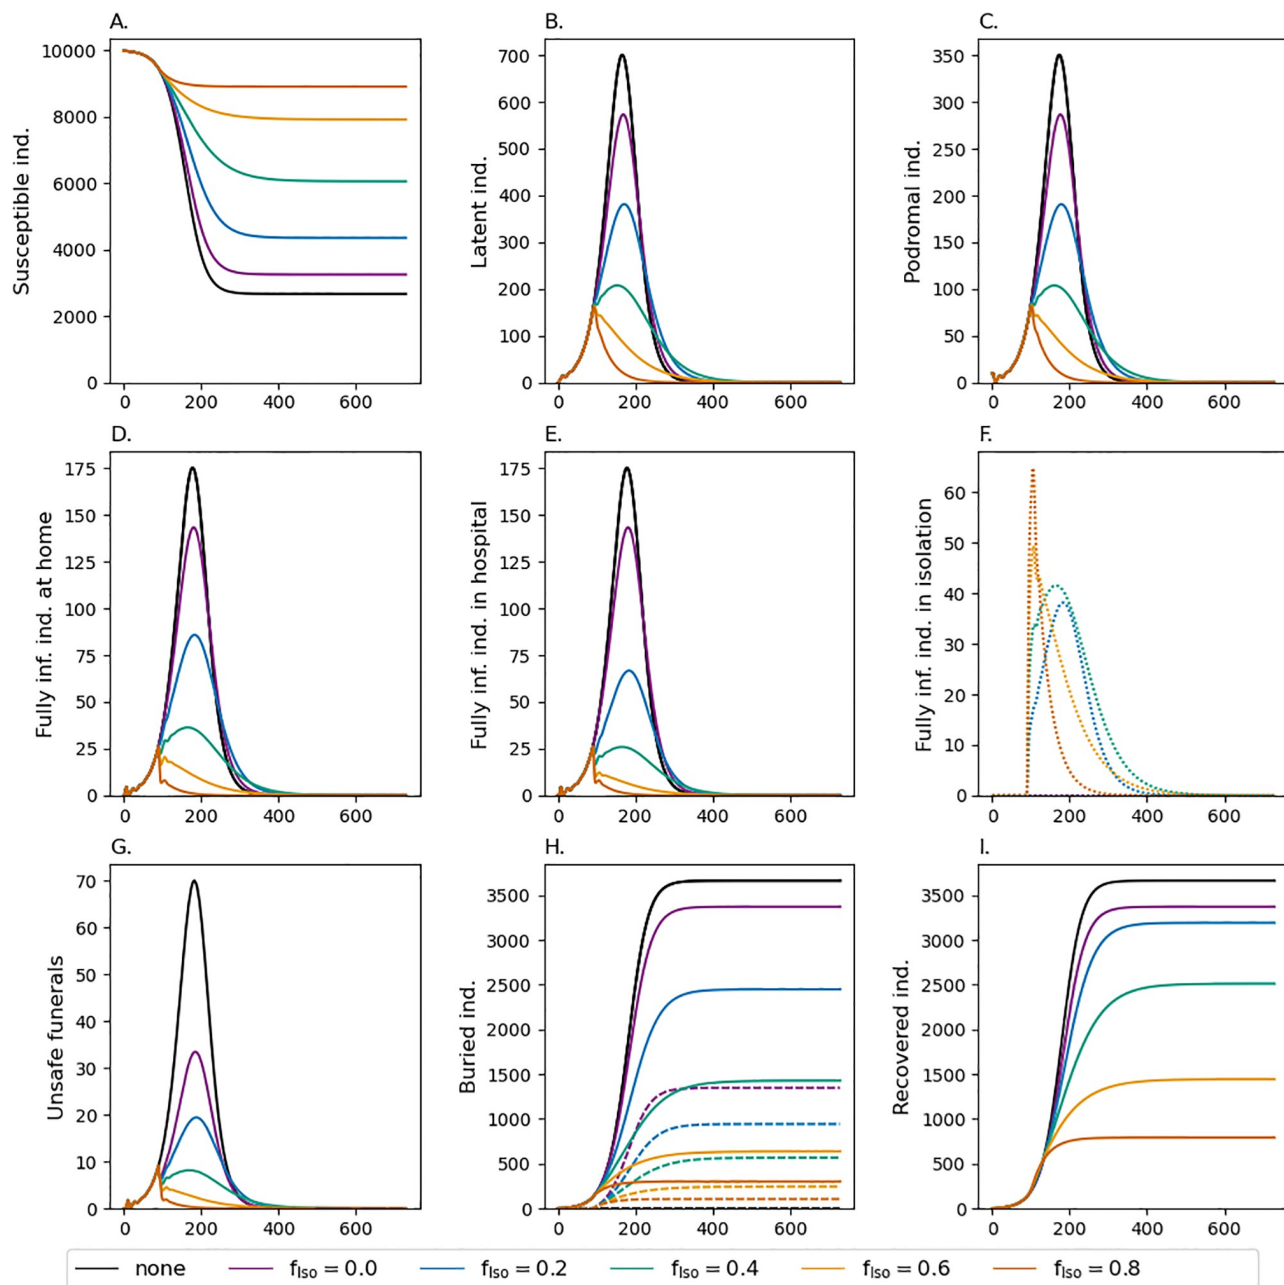 A.
B.
C.
Susceptible ind.
10000
8000
6000
4000
2000
0
0 200 400 600
Latent ind.
700
600
500
400
300
200
100
0
0 200 400 600
Podromal ind.
350
300
250
200
150
100
50
0
0 200 400 600
D.
E.
F.
Fully inf. ind. at home
175
150
125
100
75
50
25
0
0 200 400 600
Fully inf. ind. in hospital
175
150
125
100
75
50
25
0
0 200 400 600
Fully inf. ind. in isolation
60
50
40
30
20
10
0
0 200 400 600
G.
H.
I.
Unsafe funerals
70
60
50
40
30
20
10
0
0 200 400 600
Buried ind.
3500
3000
2500
2000
1500
1000
500
0
0 200 400 600
Recovered ind.
3500
3000
2500
2000
1500
1000
500
0
0 200 400 600
none fIso = 0.0 fIso = 0.2 fIso = 0.4 fIso = 0.6 fIso = 0.8